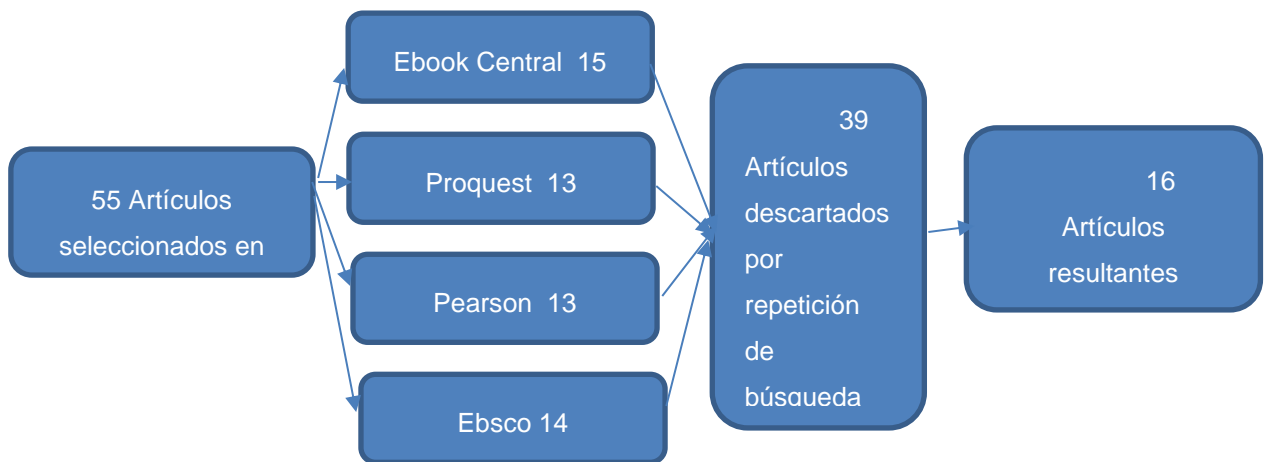 55 Artículos
seleccionados en
Ebook Central 15
Proquest 13
Pearson 13
Ebsco 14
39
Artículos
descartados
por
repetición
de
búsqueda
16
Artículos
resultantes